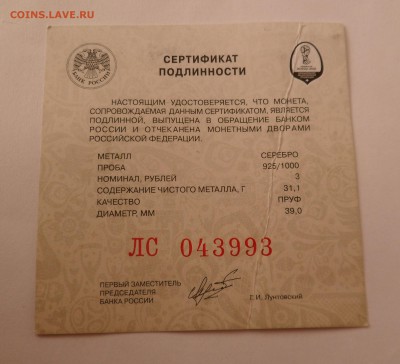 COINS.LAVE.RU
СЕРТИФИКАТ
ПОДЛИННОСТИ
БАНК РОССИИ
НАСТОЯЩИМ УДОСТОВЕРЯЕТСЯ, ЧТО МОНЕТА,
СОПРОВОЖДАЕМАЯ ДАННЫМ СЕРТИФИКАТОМ, ЯВЛЯЕТСЯ
ПОДЛИННОЙ, ВЫПУЩЕНА В ОБРАЩЕНИЕ БАНКОМ
РОССИИ И ОТЧЕКАНЕНА МОНЕТНЫМИ ДВОРАМИ
РОССИЙСКОЙ ФЕДЕРАЦИИ.
МЕТАЛЛ СЕРЕБРО
ПРОБА 925/1000
НОМИНАЛ, РУБЛЕЙ 3
СОДЕРЖАНИЕ ЧИСТОГО МЕТАЛЛА, Г 31,1
КАЧЕСТВО ПРУФ
ДИАМЕТР, ММ 39,0
ЛС 043993
ПЕРВЫЙ ЗАМЕСТИТЕЛЬ
ПРЕДСЕДАТЕЛЯ
БАНКА РОССИИ
Г.И. Лунтовский